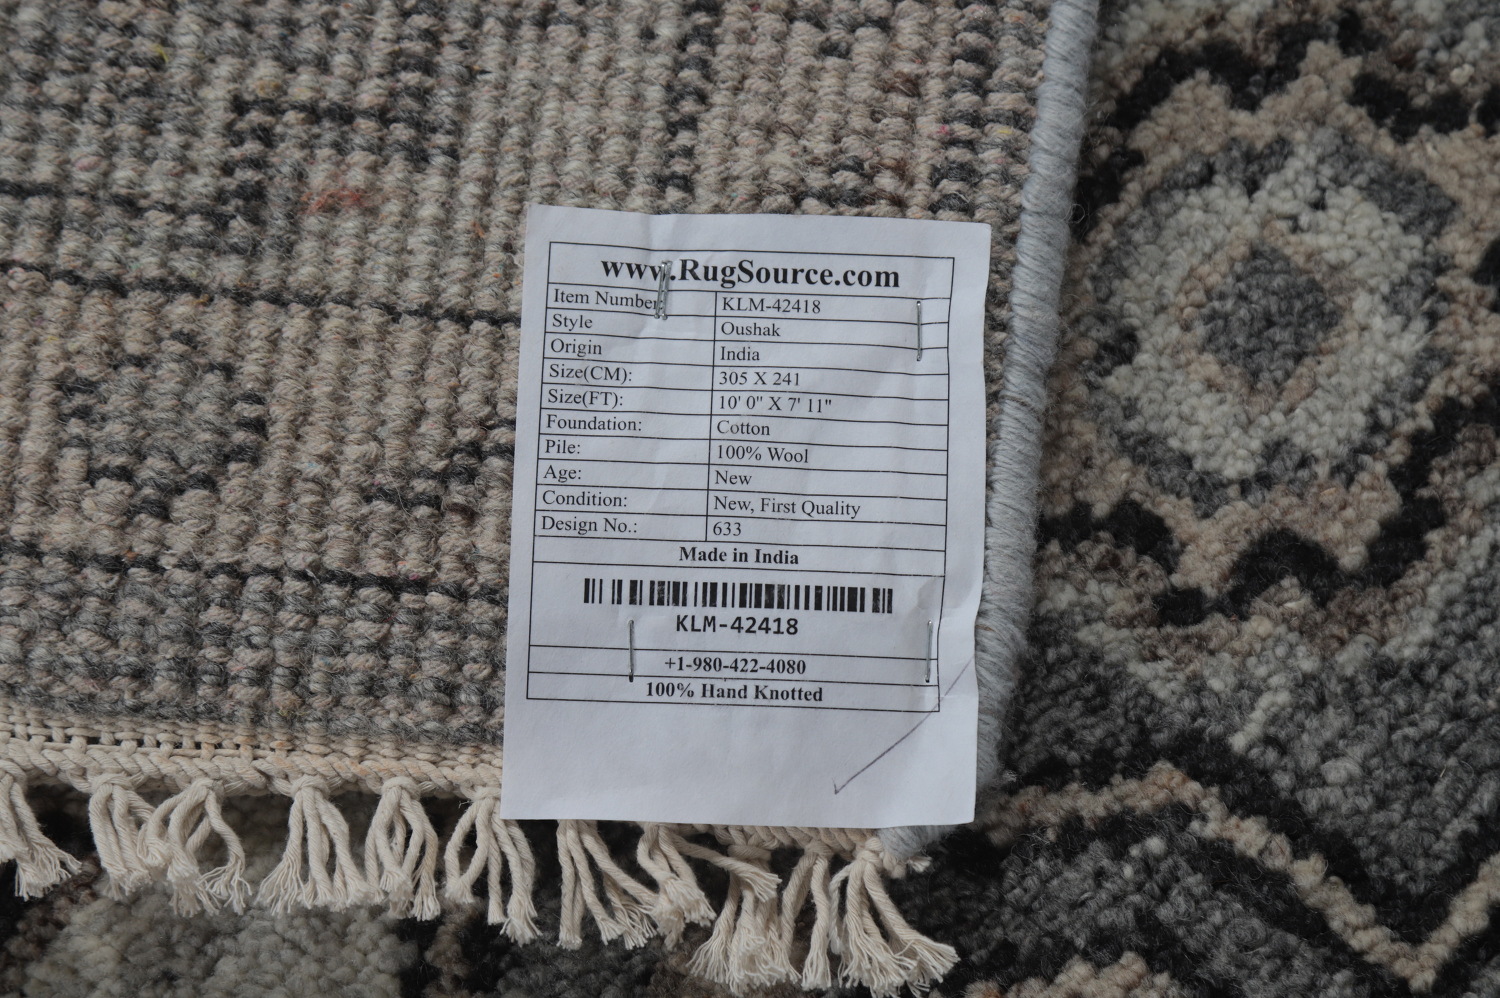 www.RugSource.com
Item Number: KLM-42418
Style Oushak
Origin India
Size(CM): 305 X 241
Size(FT): 10' 0" X 7' 11"
Foundation: Cotton
Pile: 100% Wool
Age: New
Condition: New, First Quality
Design No.: 633
Made in India
KLM-42418
+1-980-422-4080
100% Hand Knotted